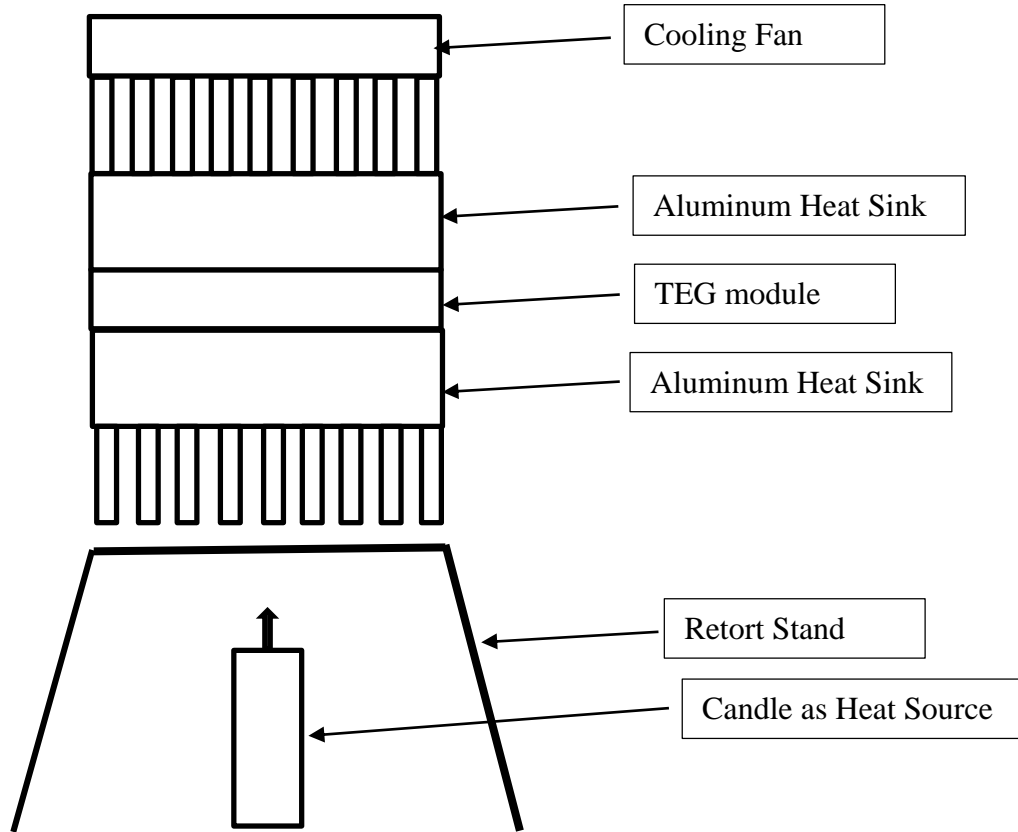 Cooling Fan
Aluminum Heat Sink
TEG module
Aluminum Heat Sink
Retort Stand
Candle as Heat Source